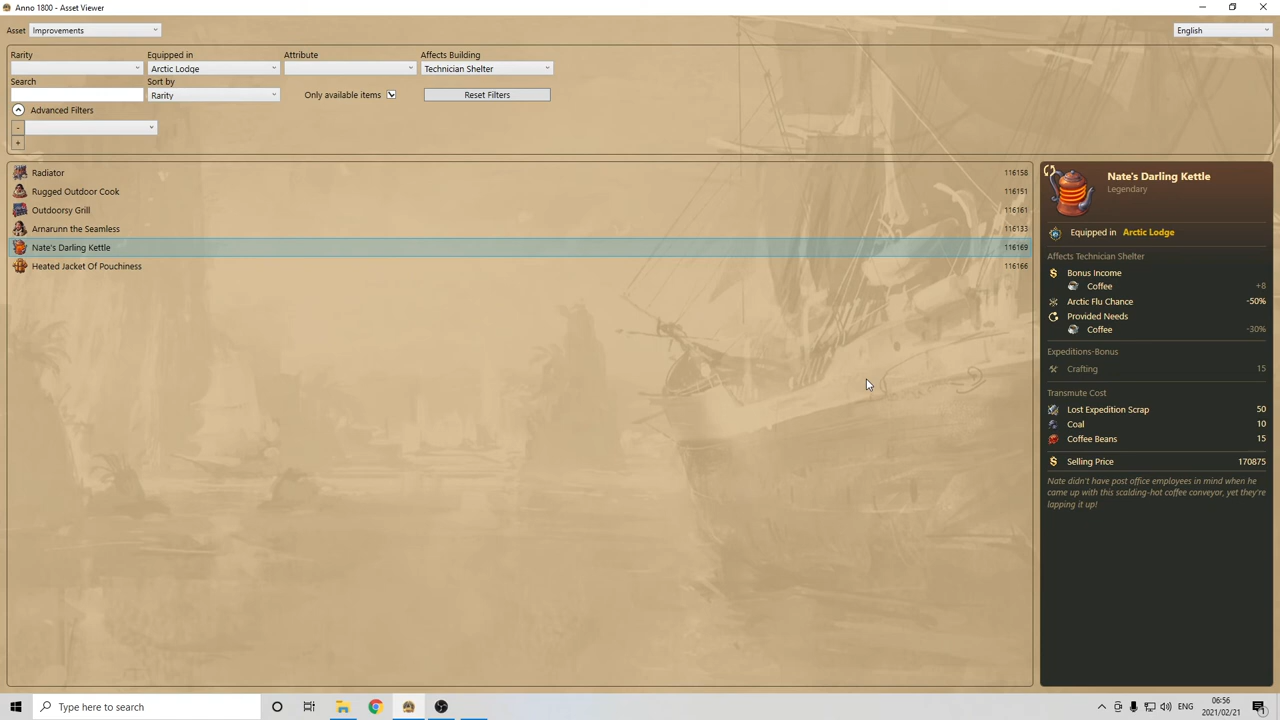 Anno 1800 - Asset Viewer
Asset Improvements English
Rarity Equipped in Attribute Affects Building
Arctic Lodge Technician Shelter
Search Sort by
Rarity Only available items Reset Filters
Advanced Filters
-
+
Radiator 116158
Rugged Outdoor Cook 116151
Outdoorsy Grill 116161
Arnarunn the Seamless 116133
Nate's Darling Kettle 116169
Heated Jacket Of Pouchiness 116166
Nate's Darling Kettle
Legendary
Equipped in Arctic Lodge
Affects Technician Shelter
Bonus Income
Coffee +8
Arctic Flu Chance -50%
Provided Needs
Coffee -30%
Expeditions-Bonus
Crafting 15
Transmute Cost
Lost Expedition Scrap 50
Coal 10
Coffee Beans 15
Selling Price 170875
Nate didn't have post office employees in mind when he
came up with this scalding-hot coffee conveyor, yet they're
lapping it up!
Type here to search
ENG
06:56
2021/02/21
1